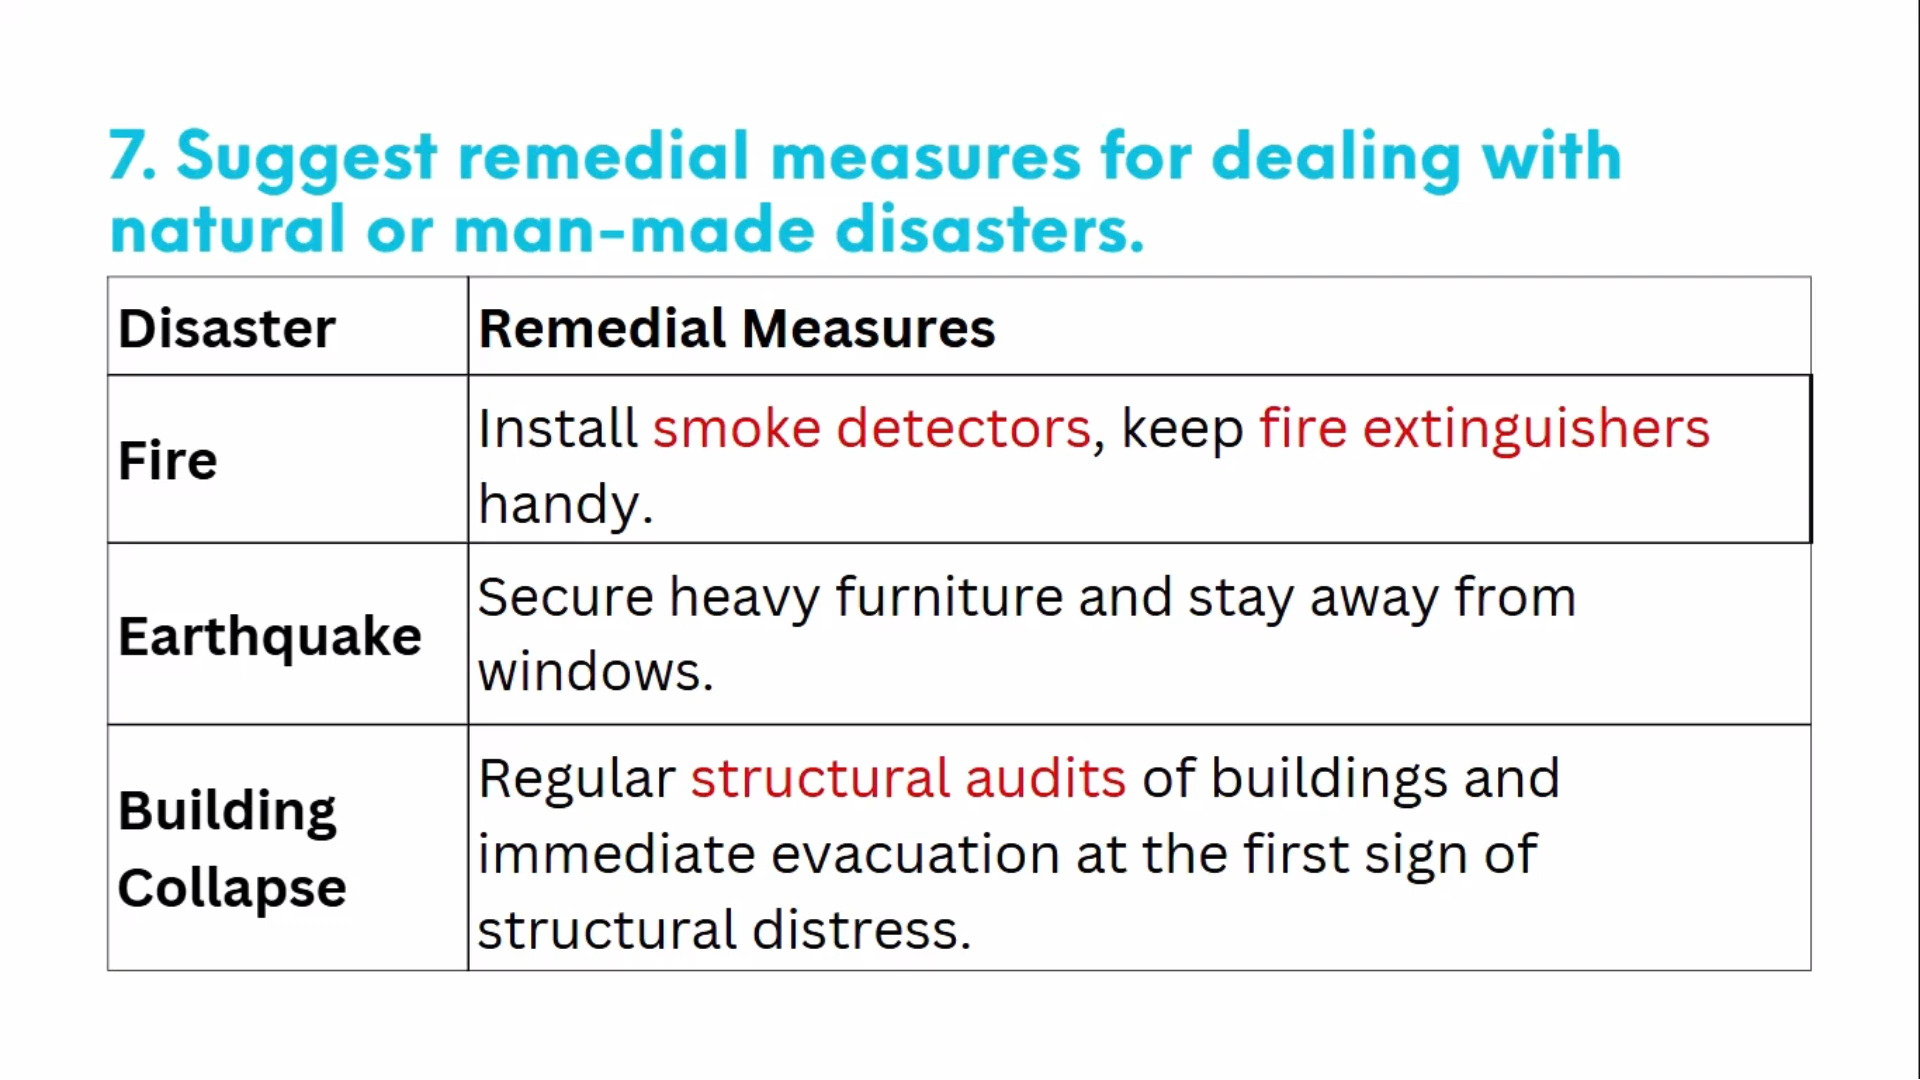 7. Suggest remedial measures for dealing with
natural or man-made disasters.
Disaster
Remedial Measures
Fire
Install smoke detectors, keep fire extinguishers
handy.
Earthquake
Secure heavy furniture and stay away from
windows.
Building
Collapse
Regular structural audits of buildings and
immediate evacuation at the first sign of
structural distress.